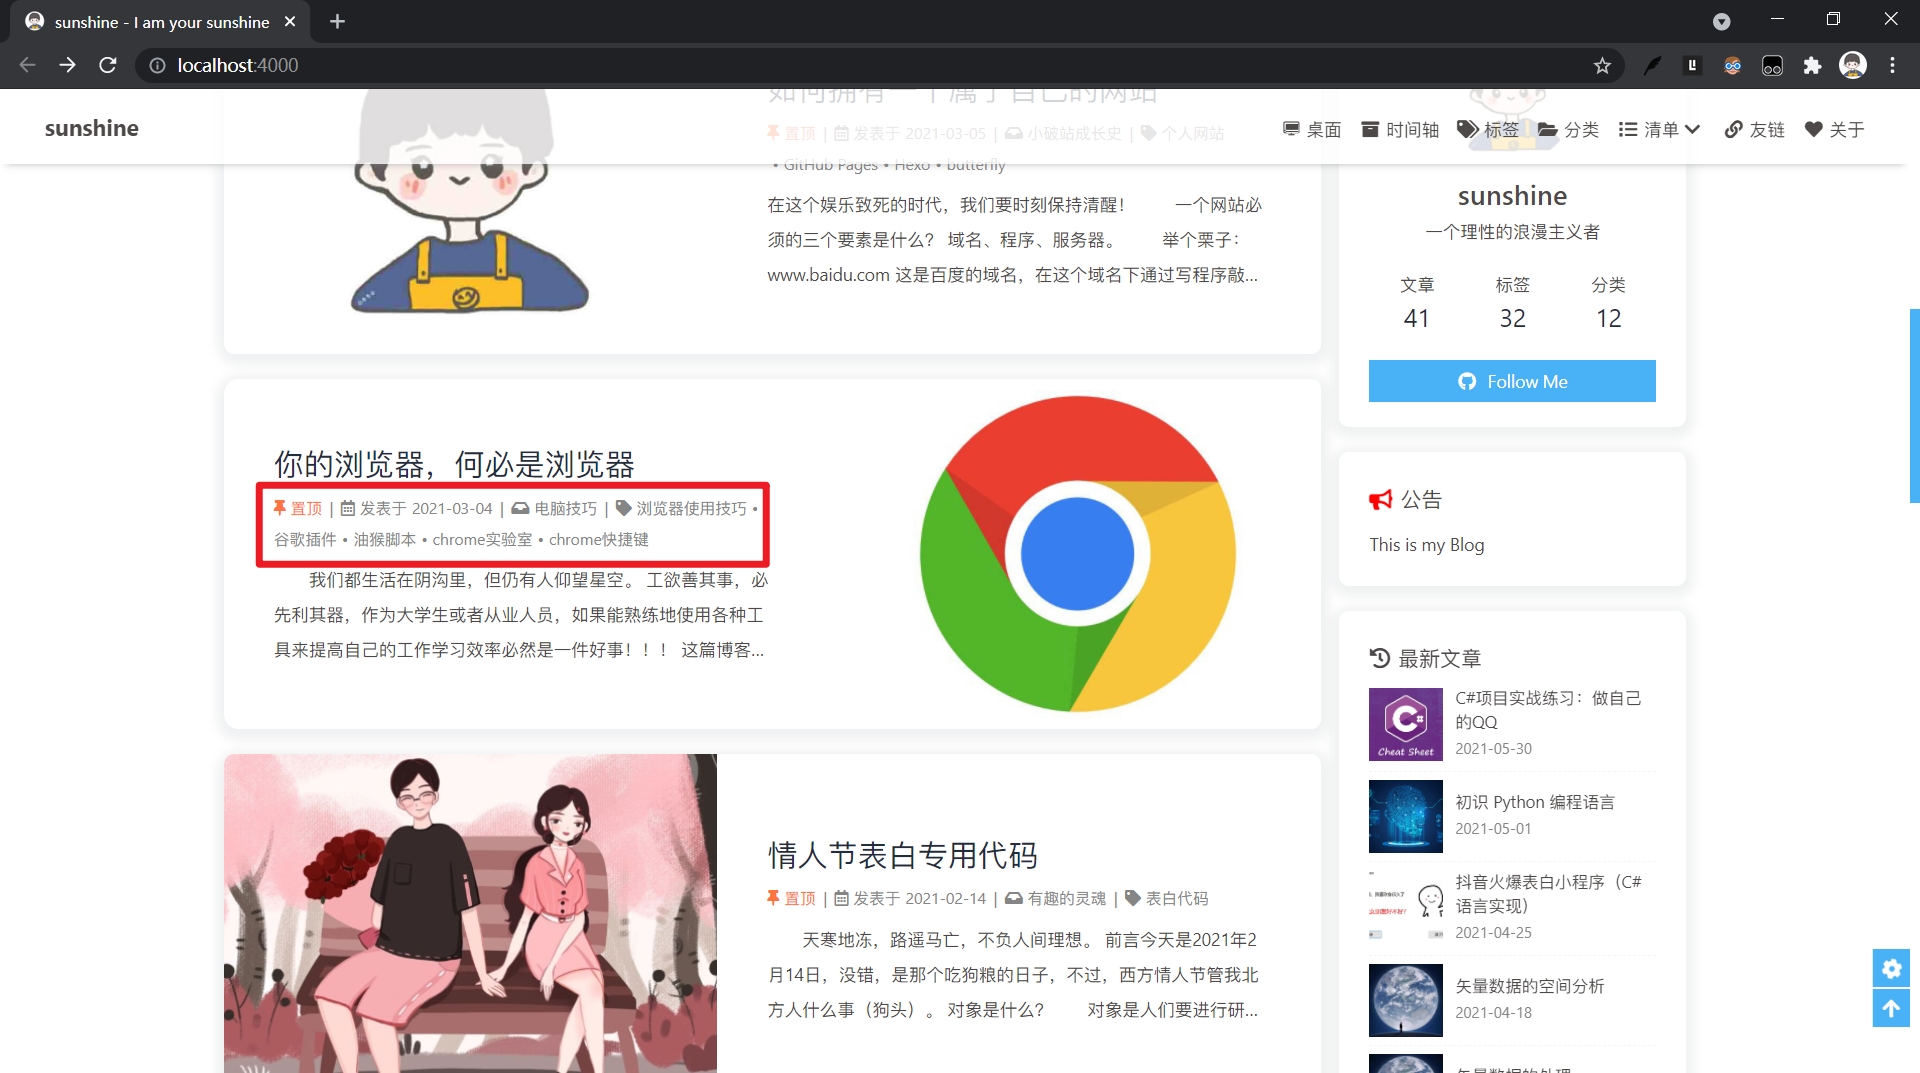 sunshine - I am your sunshine
localhost:4000
sunshine
桌面 时间轴 标签 分类 清单 友链 关于
如何拥有一个属于自己的网站
置顶 | 发表于 2021-03-05 | 小破站成长史 | 个人网站
• GitHub Pages • Hexo • butterfly
在这个娱乐致死的时代，我们要时刻保持清醒！ 一个网站必
须的三个要素是什么？ 域名、程序、服务器。 举个栗子：
www.baidu.com 这是百度的域名，在这个域名下通过写程序敲...
你的浏览器，何必是浏览器
置顶 | 发表于 2021-03-04 | 电脑技巧 | 浏览器使用技巧 •
谷歌插件 • 油猴脚本 • chrome实验室 • chrome快捷键
我们都生活在阴沟里，但仍有人仰望星空。 工欲善其事，必
先利其器，作为大学生或者从业人员，如果能熟练地使用各种工
具来提高自己的工作学习效率必然是一件好事！！！ 这篇博客...
情人节表白专用代码
置顶 | 发表于 2021-02-14 | 有趣的灵魂 | 表白代码
天寒地冻，路遥马亡，不负人间理想。 前言今天是2021年2
月14日，没错，是那个吃狗粮的日子，不过，西方情人节管我北
方人什么事（狗头）。 对象是什么？ 对象是人们要进行研...
sunshine
一个理性的浪漫主义者
文章 标签 分类
41 32 12
Follow Me
公告
This is my Blog
最新文章
C#项目实战练习：做自己
的QQ
2021-05-30
C#
Cheat Sheet
初识 Python 编程语言
2021-05-01
抖音火爆表白小程序（C#
语言实现）
2021-04-25
矢量数据的空间分析
2021-04-18
矢量数据的处理